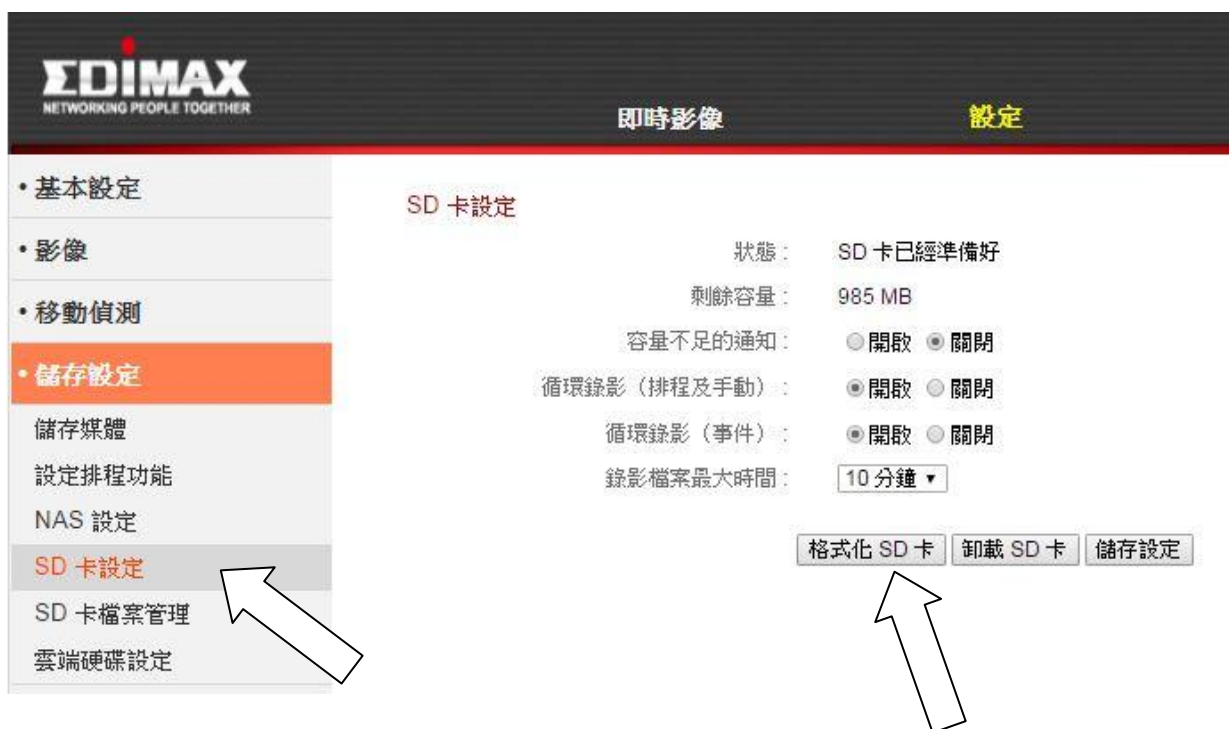 EDIMAX
NETWORKING PEOPLE TOGETHER
即時影像 設定
•基本設定
•影像
•移動偵測
•儲存設定
儲存媒體
設定排程功能
NAS 設定
SD 卡設定
SD 卡檔案管理
雲端硬碟設定
SD 卡設定
狀態: SD 卡已經準備好
剩餘容量: 985 MB
容量不足的通知: 開啟 關閉
循環錄影（排程及手動）: 開啟 關閉
循環錄影（事件）: 開啟 關閉
錄影檔案最大時間: 10 分鐘
格式化 SD 卡 卸載 SD 卡 儲存設定